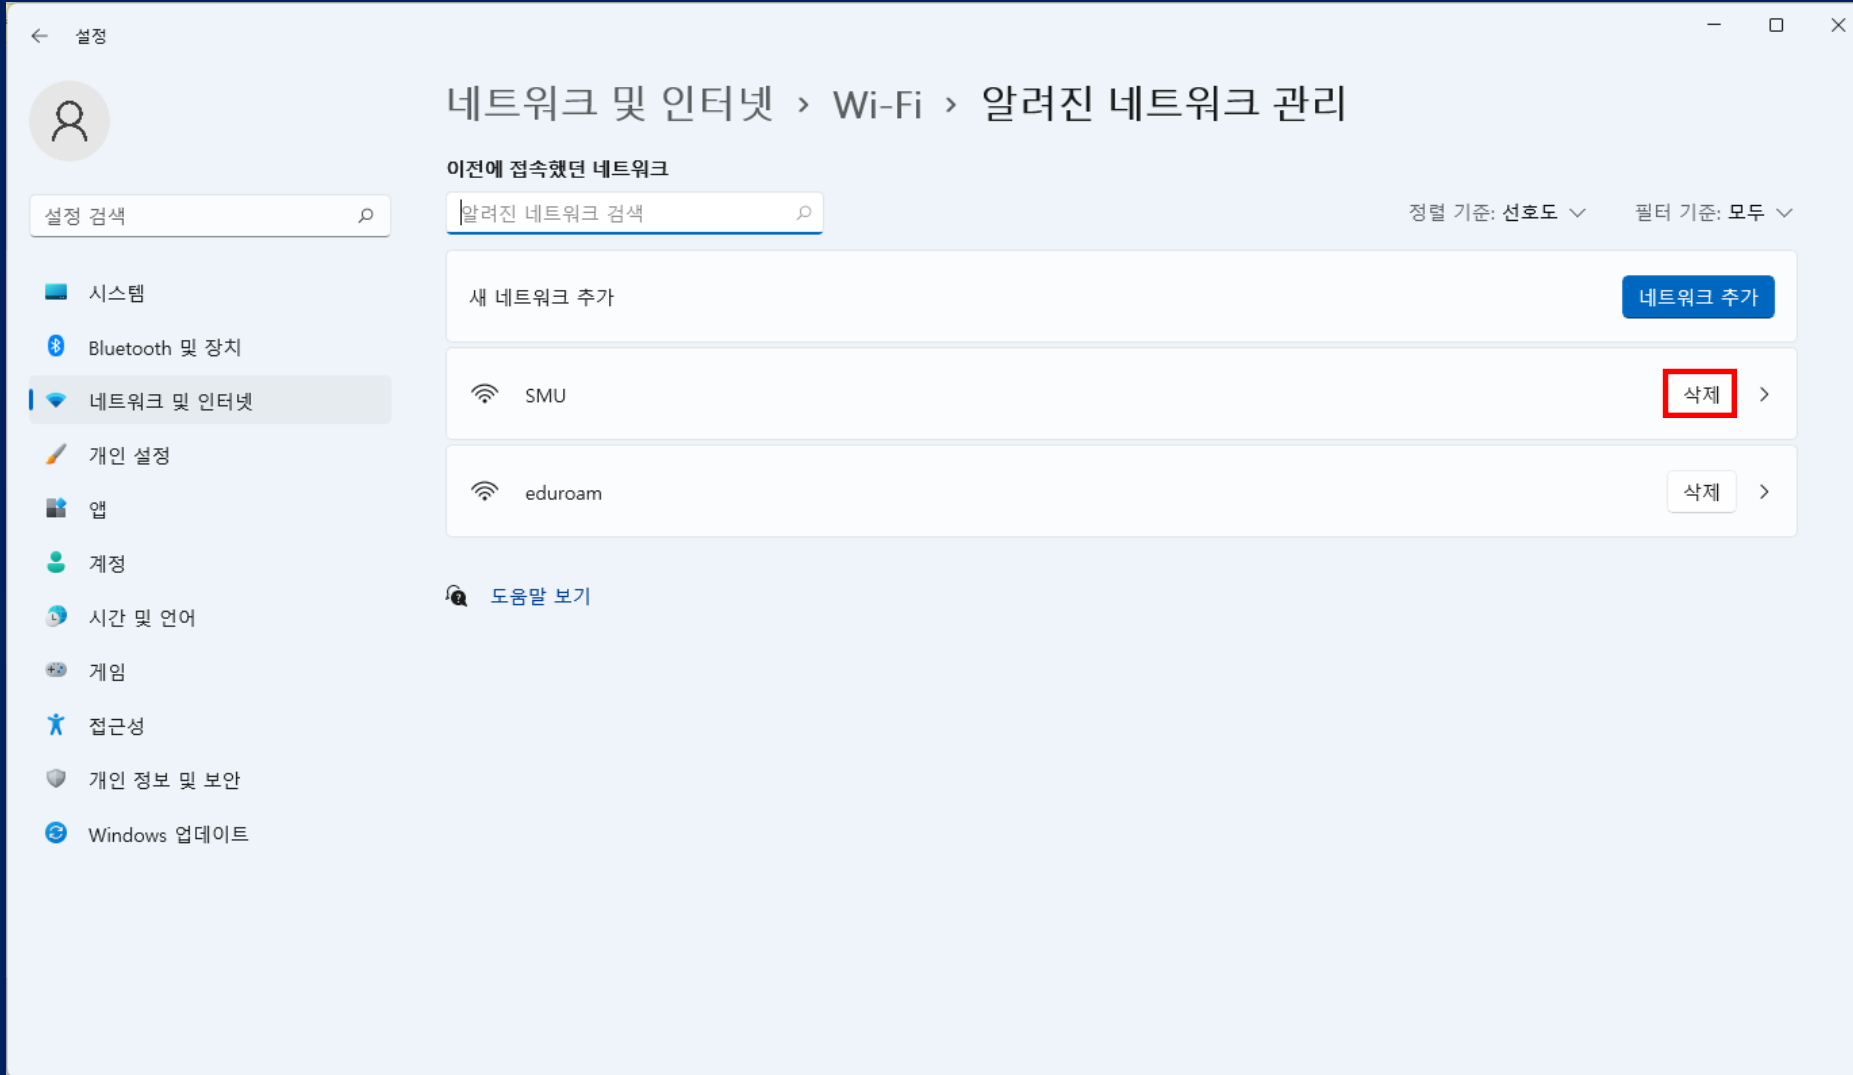 설정
네트워크 및 인터넷 › Wi-Fi › 알려진 네트워크 관리
이전에 접속했던 네트워크
설정 검색
알려진 네트워크 검색
정렬 기준: 선호도
필터 기준: 모두
시스템
Bluetooth 및 장치
네트워크 및 인터넷
개인 설정
앱
계정
시간 및 언어
게임
접근성
개인 정보 및 보안
Windows 업데이트
새 네트워크 추가
네트워크 추가
SMU
삭제
eduroam
삭제
도움말 보기